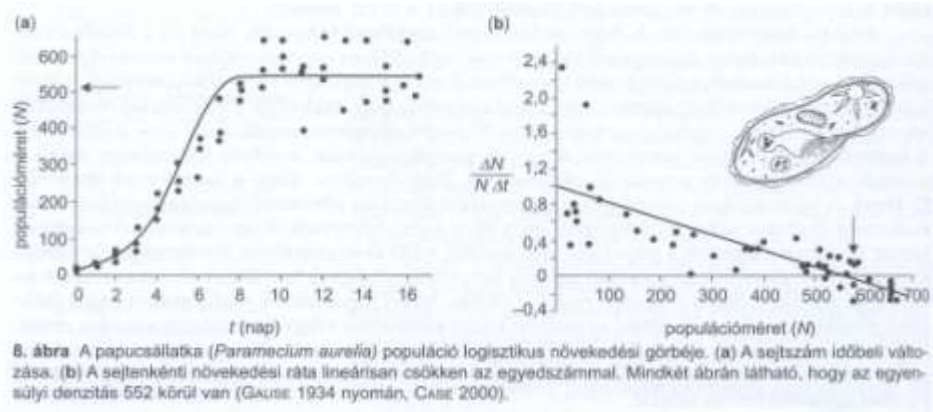 (a)
populációméret (N)
600
500
400
300
200
100
0
0 2 4 6 8 10 12 14 16
t (nap)
(b)
2,4
2,0
1,6
1,2
0,8
0,4
0
−0,4
ΔN
N Δt
100 200 300 400 500 600 700
populációméret (N)
8. ábra A papucsállatka (Paramecium aurelia) populáció logisztikus növekedési görbéje. (a) A sejtszám időbeli válto-
zása. (b) A sejtenkénti növekedési ráta lineárisan csökken az egyedszámmal. Mindkét ábrán látható, hogy az egyen-
súlyi denzitás 552 körül van (GAUSE 1934 nyomán, CASE 2000).